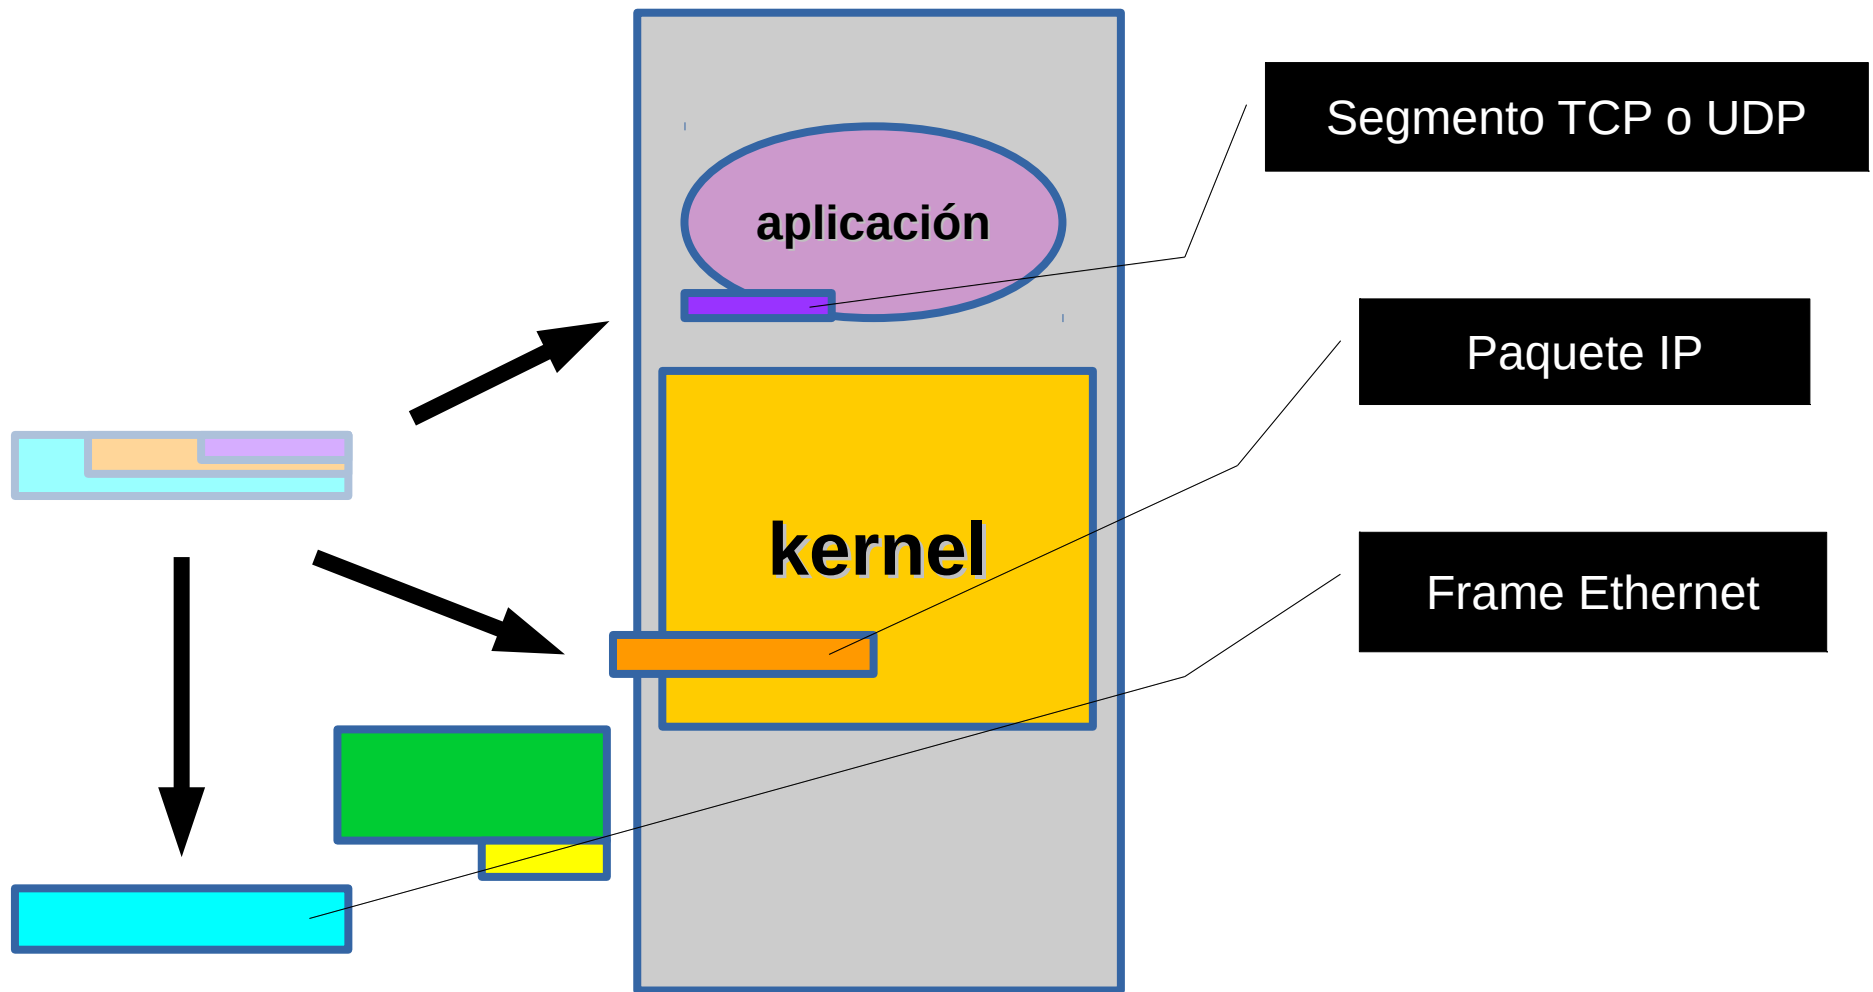 Segmento TCP o UDP
aplicación
Paquete IP
kernel
Frame Ethernet